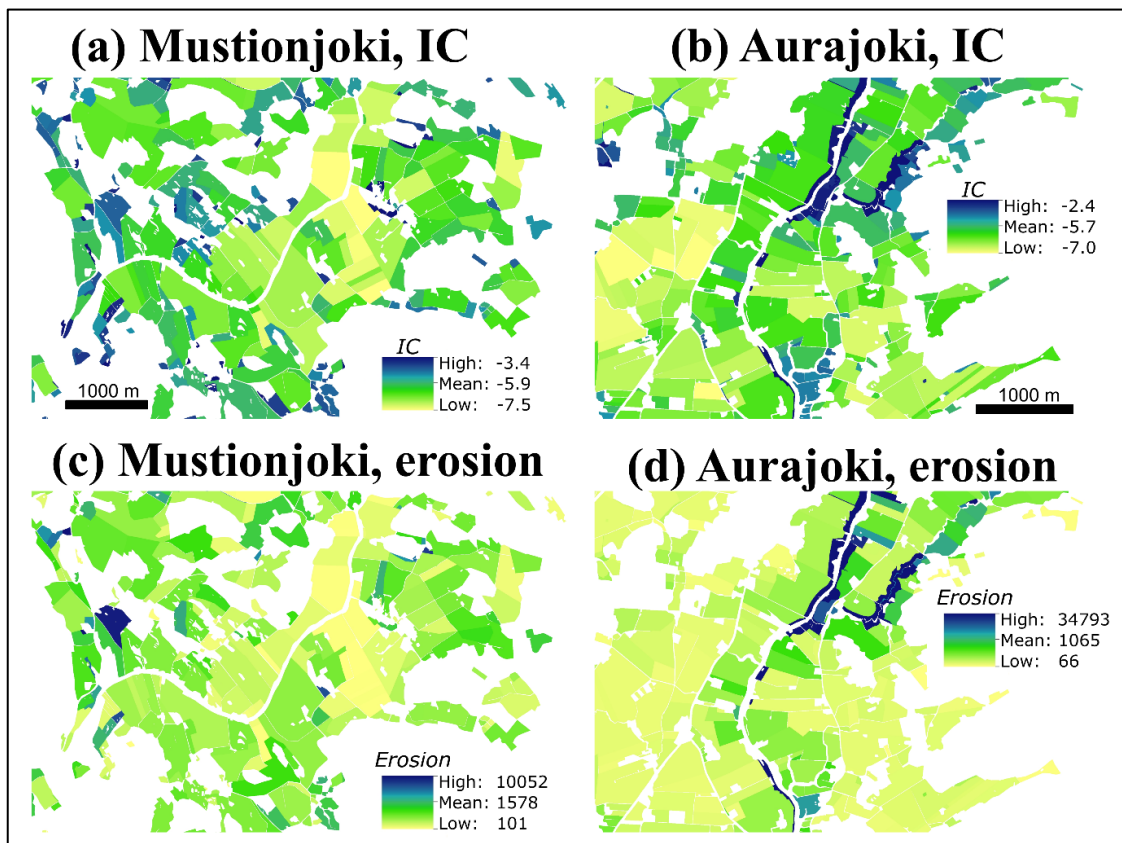 (a) Mustionjoki, IC
(b) Aurajoki, IC
IC
High: -3.4
Mean: -5.9
Low: -7.5
1000 m
IC
High: -2.4
Mean: -5.7
Low: -7.0
1000 m
(c) Mustionjoki, erosion
(d) Aurajoki, erosion
Erosion
High: 10052
Mean: 1578
Low: 101
Erosion
High: 34793
Mean: 1065
Low: 66